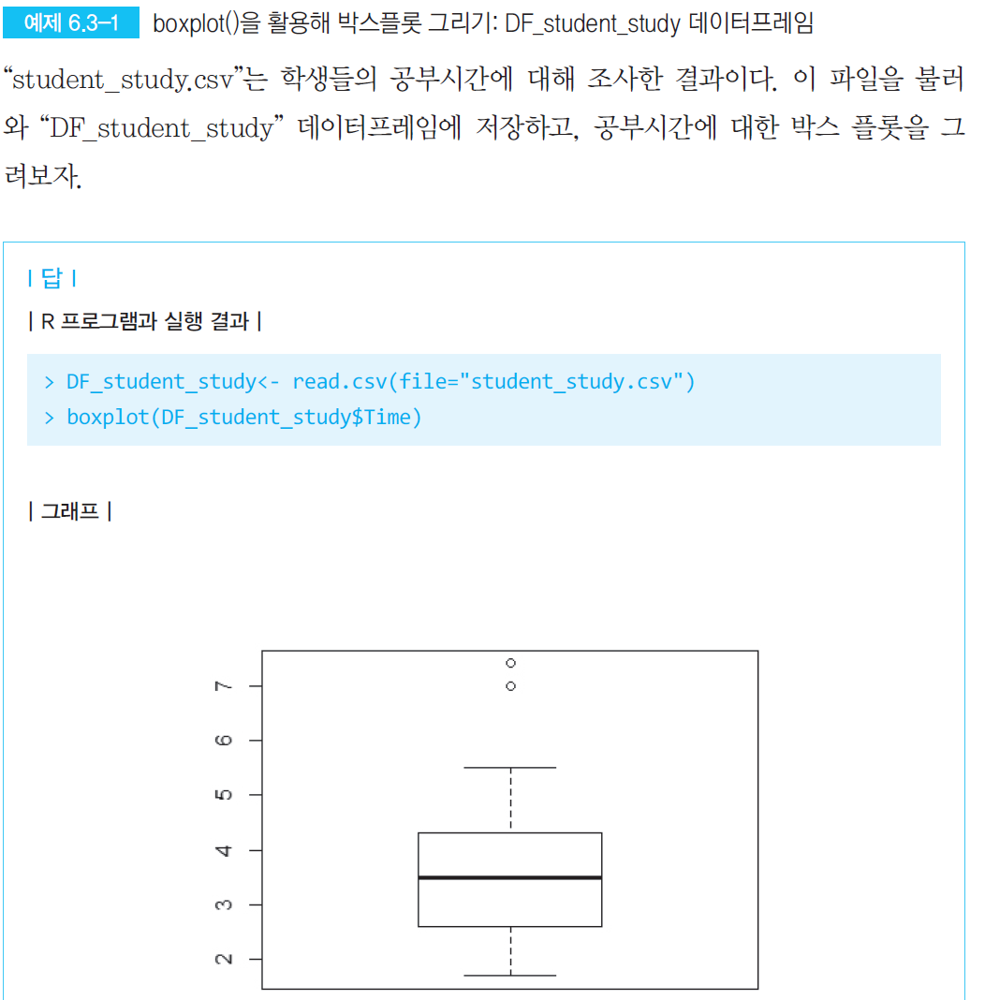 예제 6.3-1 boxplot()을 활용해 박스플롯 그리기: DF_student_study 데이터프레임
“student_study.csv”는 학생들의 공부시간에 대해 조사한 결과이다. 이 파일을 불러
와 “DF_student_study” 데이터프레임에 저장하고, 공부시간에 대한 박스 플롯을 그
려보자.
| 답 |
| R 프로그램과 실행 결과 |
> DF_student_study<- read.csv(file="student_study.csv")
> boxplot(DF_student_study$Time)
| 그래프 |
7
6
5
4
3
2